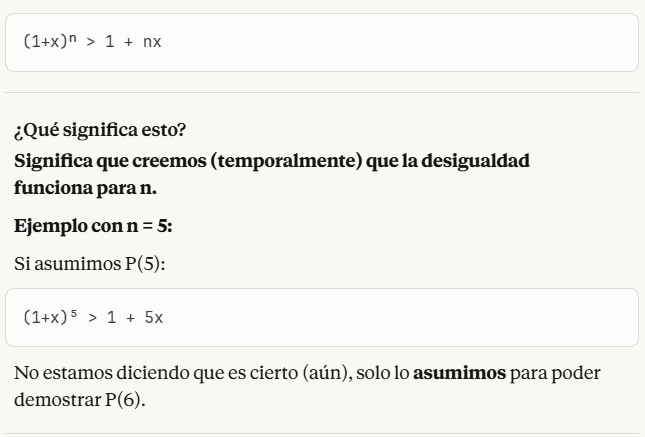 (1+x)ⁿ > 1 + nx
¿Qué significa esto?
Significa que creemos (temporalmente) que la desigualdad
funciona para n.
Ejemplo con n = 5:
Si asumimos P(5):
(1+x)⁵ > 1 + 5x
No estamos diciendo que es cierto (aún), solo lo asumimos para poder
demostrar P(6).